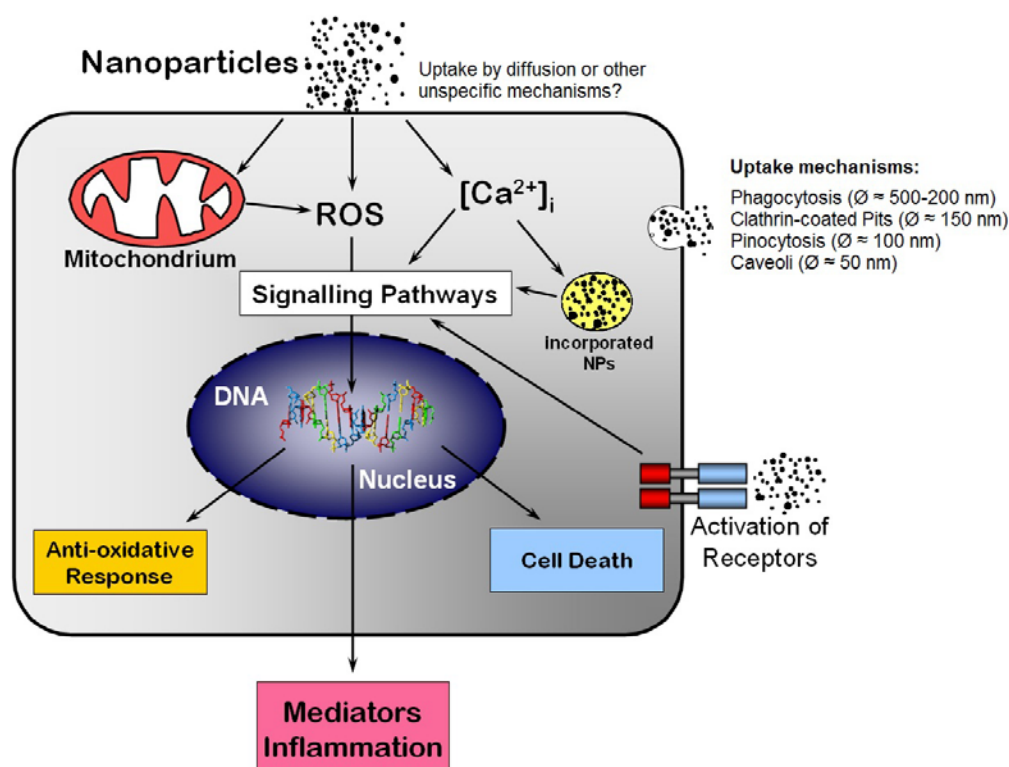 Nanoparticles:
Uptake by diffusion or other
unspecific mechanisms?
Uptake mechanisms:
Phagocytosis (Ø ≈ 500-200 nm)
Clathrin-coated Pits (Ø ≈ 150 nm)
Pinocytosis (Ø ≈ 100 nm)
Caveoli (Ø ≈ 50 nm)
[Ca²⁺]ᵢ
ROS
Mitochondrium
Signalling Pathways
incorporated
NPs
DNA
Nucleus
Activation of
Receptors
Anti-oxidative
Response
Cell Death
Mediators
Inflammation